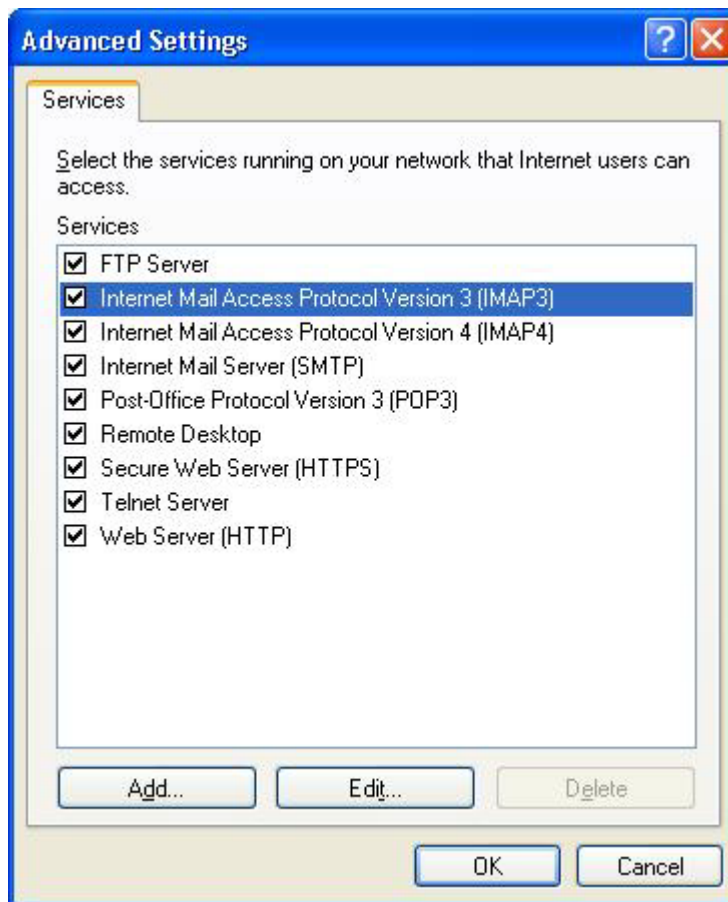 Advanced Settings
Services
Select the services running on your network that Internet users can
access.
Services
FTP Server
Internet Mail Access Protocol Version 3 (IMAP3)
Internet Mail Access Protocol Version 4 (IMAP4)
Internet Mail Server (SMTP)
Post-Office Protocol Version 3 (POP3)
Remote Desktop
Secure Web Server (HTTPS)
Telnet Server
Web Server (HTTP)
Add... Edit... Delete
OK Cancel